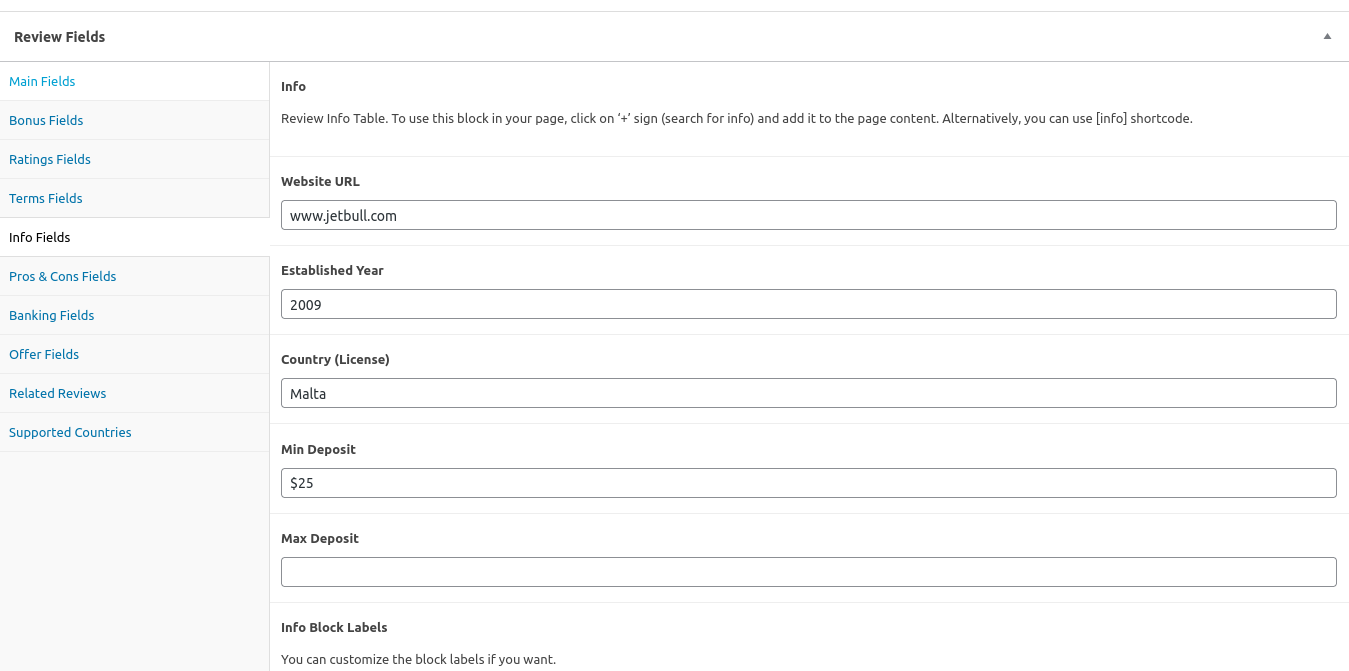 Review Fields
Main Fields
Bonus Fields
Ratings Fields
Terms Fields
Info Fields
Pros & Cons Fields
Banking Fields
Offer Fields
Related Reviews
Supported Countries
Info
Review Info Table. To use this block in your page, click on ‘+’ sign (search for info) and add it to the page content. Alternatively, you can use [info] shortcode.
Website URL
www.jetbull.com
Established Year
2009
Country (License)
Malta
Min Deposit
$25
Max Deposit
Info Block Labels
You can customize the block labels if you want.